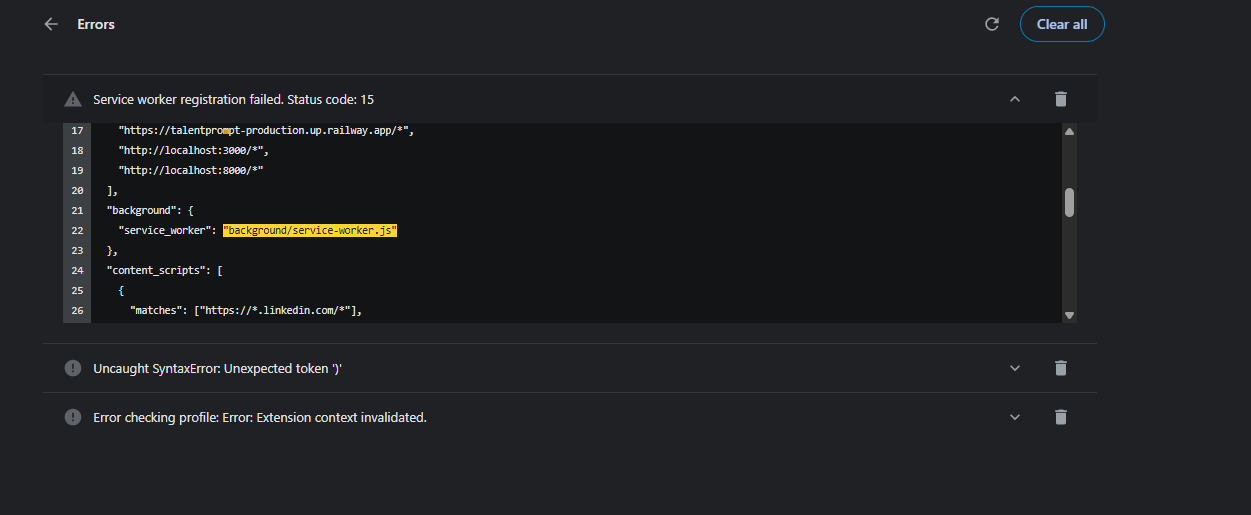 Errors
Clear all
Service worker registration failed. Status code: 15
17 "https://talentprompt-production.up.railway.app/*",
18 "http://localhost:3000/*",
19 "http://localhost:8000/*"
20 ],
21 "background": {
22 "service_worker": "background/service-worker.js"
23 },
24 "content_scripts": [
25 {
26 "matches": ["https://*.linkedin.com/*"],
Uncaught SyntaxError: Unexpected token ')'
Error checking profile: Error: Extension context invalidated.